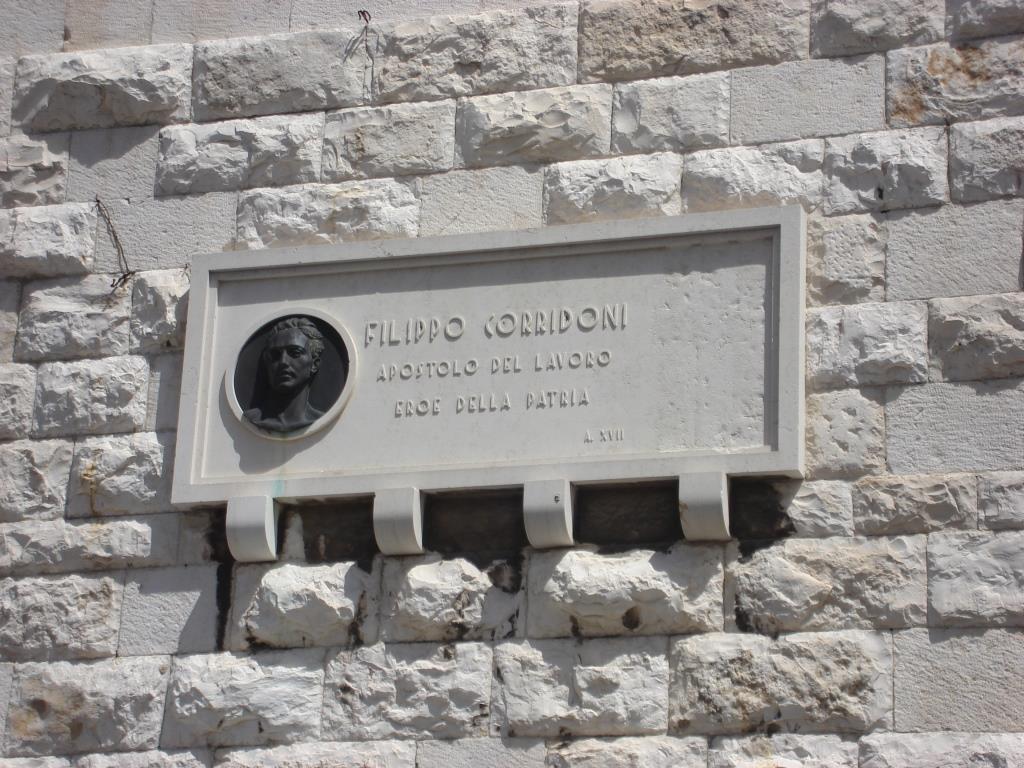 FILIPPO CORRIDONI
APOSTOLO DEL LAVORO
EROE DELLA PATRIA
A. XVII